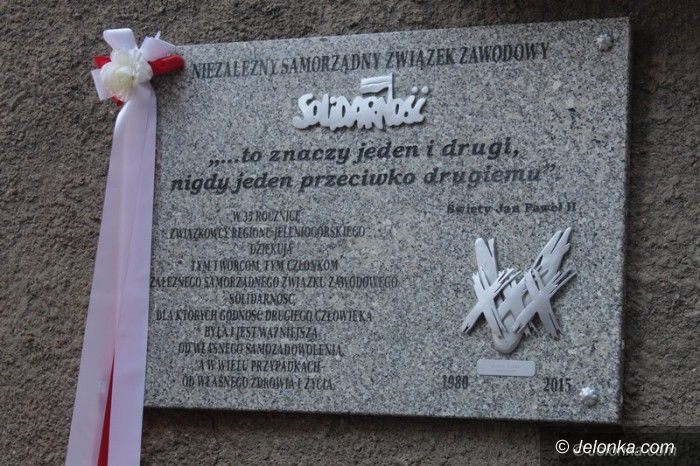 NIEZALEŻNY SAMORZĄDNY ZWIĄZEK ZAWODOWY
SOLIDARNOŚĆ
„...to znaczy jeden i drugi,
nigdy jeden przeciwko drugiemu”
Święty Jan Paweł II
W 35 ROCZNICĘ
ZWIĄZKOWCY REGIONU JELENIOGÓRSKIEGO
DZIĘKUJĄ
TYM TWÓRCOM, TYM CZŁONKOM
ZALEŻNEGO SAMORZĄDNEGO ZWIĄZKU ZAWODOWEGO
SOLIDARNOŚĆ,
DLA KTÓRYCH GODNOŚĆ DRUGIEGO CZŁOWIEKA
BYŁA I JEST WAŻNIEJSZA
OD WŁASNEGO SAMOZADOWOLENIA,
A W WIELU PRZYPADKACH
OD WŁASNEGO ZDROWIA I ŻYCIA
1980 2015
© Jelonka.com